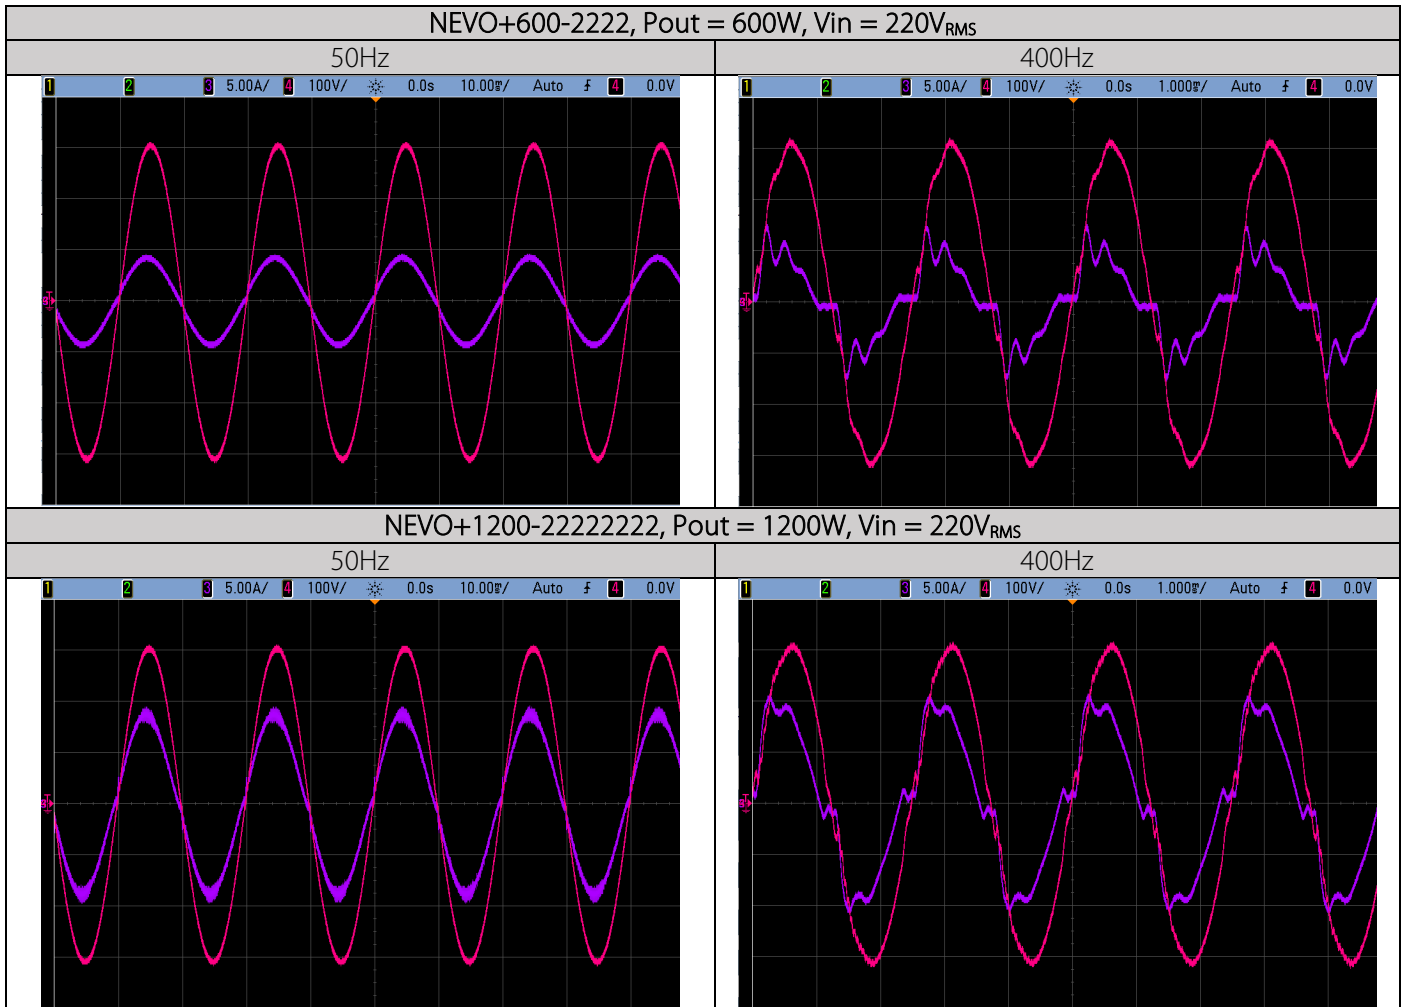 NEVO+600-2222, Pout = 600W, Vin = 220VRMS
50Hz 400Hz
1 2 3 5.00A/ 4 100V/ 0.0s 10.00ms/ Auto 4 0.0V
1 2 3 5.00A/ 4 100V/ 0.0s 1.000ms/ Auto 4 0.0V
NEVO+1200-22222222, Pout = 1200W, Vin = 220VRMS
50Hz 400Hz
1 2 3 5.00A/ 4 100V/ 0.0s 10.00ms/ Auto 4 0.0V
1 2 3 5.00A/ 4 100V/ 0.0s 1.000ms/ Auto 4 0.0V